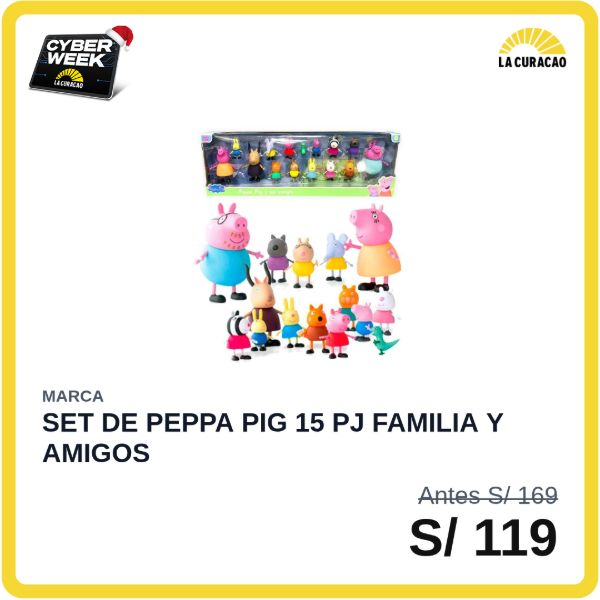 CYBER
WEEK
LA CURACAO
LA CURACAO
MARCA
SET DE PEPPA PIG 15 PJ FAMILIA Y
AMIGOS
Antes S/ 169
S/ 119